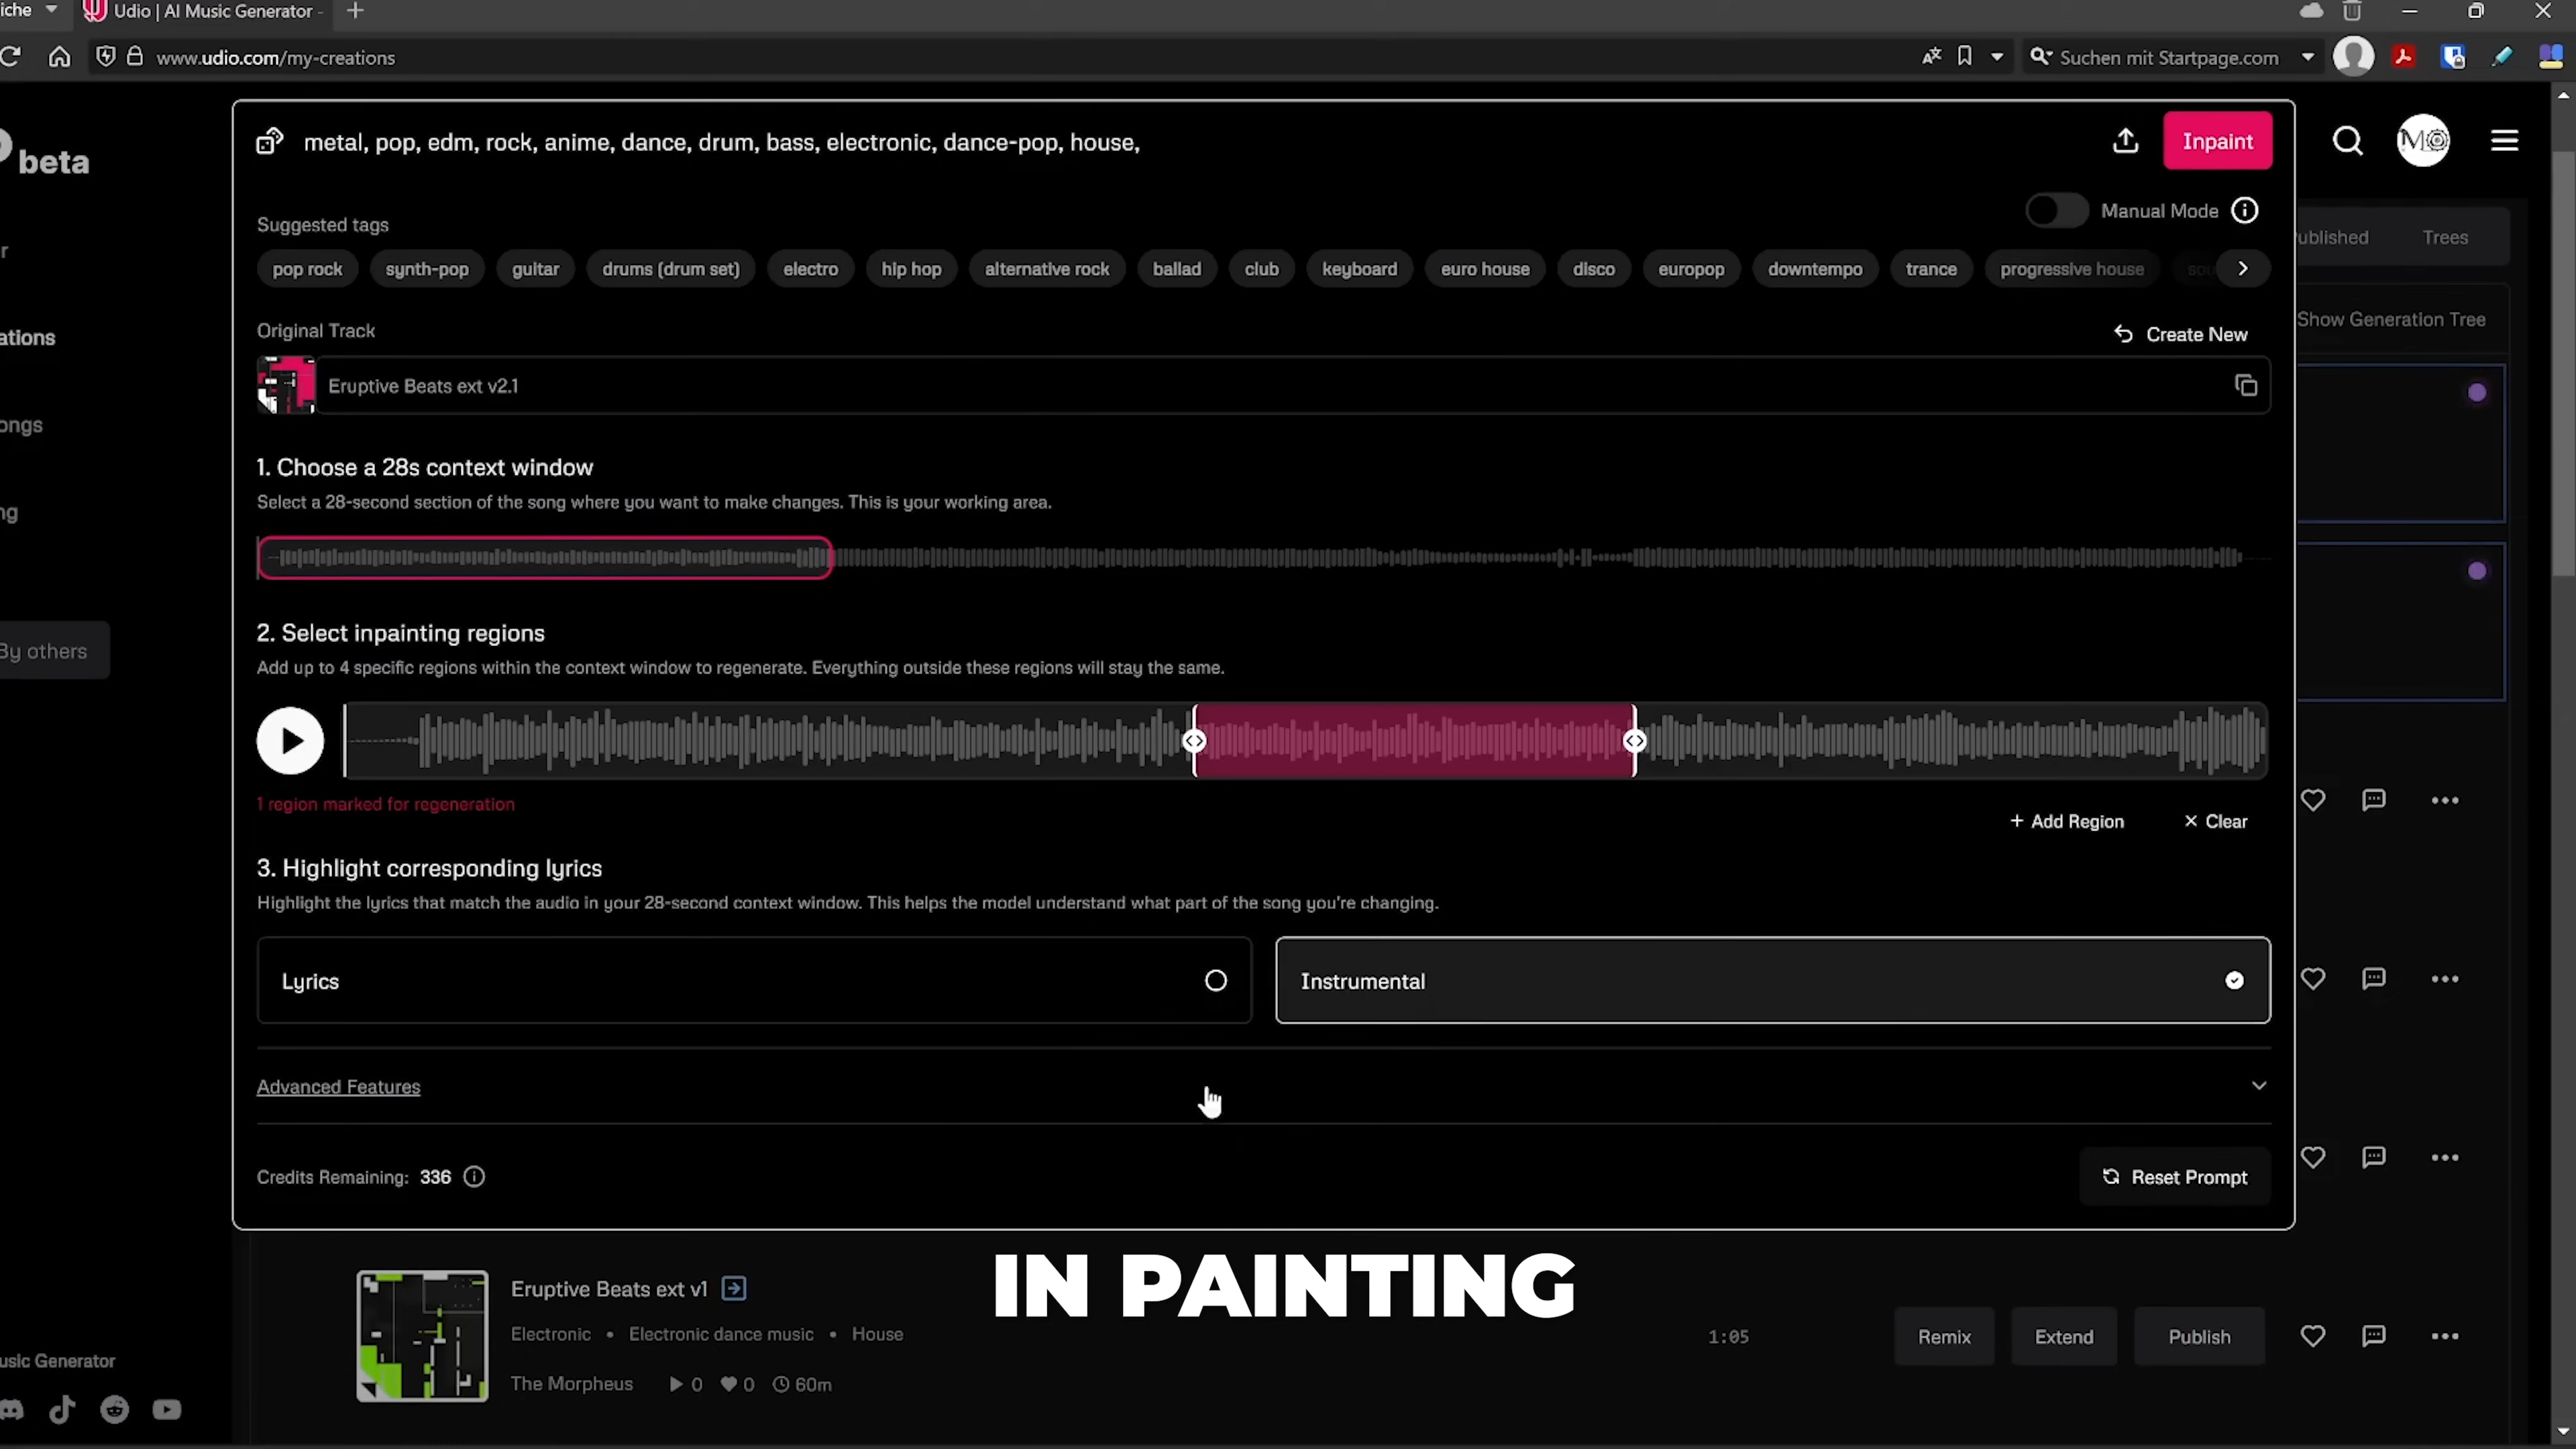 iche
Udio | AI Music Generator -
www.udio.com/my-creations
Suchen mit Startpage.com
beta
metal, pop, edm, rock, anime, dance, drum, bass, electronic, dance-pop, house,
Inpaint
Manual Mode
Suggested tags
pop rock synth-pop guitar drums (drum set) electro hip hop alternative rock ballad club keyboard euro house disco europop downtempo trance progressive house sou
ublished Trees
Original Track
Create New
Show Generation Tree
ations
Eruptive Beats ext v2.1
ongs
1. Choose a 28s context window
Select a 28-second section of the song where you want to make changes. This is your working area.
ng
2. Select inpainting regions
Add up to 4 specific regions within the context window to regenerate. Everything outside these regions will stay the same.
By others
1 region marked for regeneration
+ Add Region × Clear
3. Highlight corresponding lyrics
Highlight the lyrics that match the audio in your 28-second context window. This helps the model understand what part of the song you're changing.
Lyrics
Instrumental
Advanced Features
Credits Remaining: 336
Reset Prompt
IN PAINTING
Eruptive Beats ext v1
Electronic • Electronic dance music • House
1:05
Remix Extend Publish
The Morpheus 0 0 60m
usic Generator